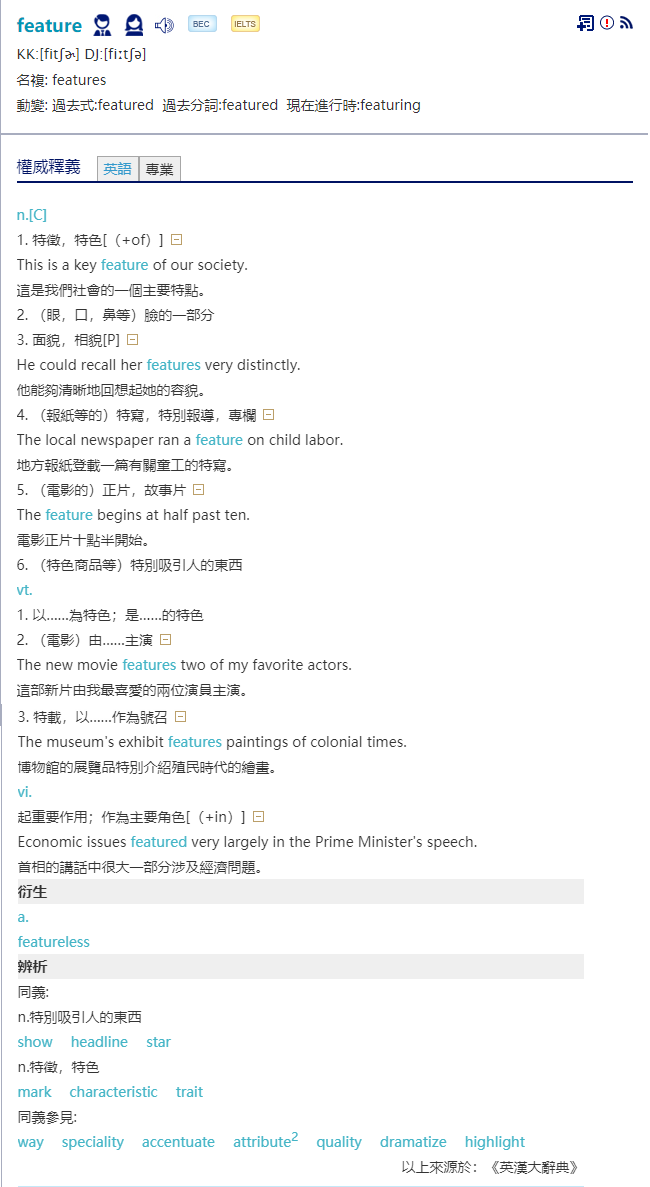 feature BEC IELTS
KK:[fitʃɚ] DJ:[fiːtʃə]
名複: features
動變: 過去式:featured 過去分詞:featured 現在進行時:featuring
權威釋義 英語 專業
n.[C]
1. 特徵，特色[（+of）]
This is a key feature of our society.
這是我們社會的一個主要特點。
2. （眼，口，鼻等）臉的一部分
3. 面貌，相貌[P]
He could recall her features very distinctly.
他能夠清晰地回想起她的容貌。
4. （報紙等的）特寫，特別報導，專欄
The local newspaper ran a feature on child labor.
地方報紙登載一篇有關童工的特寫。
5. （電影的）正片，故事片
The feature begins at half past ten.
電影正片十點半開始。
6. （特色商品等）特別吸引人的東西
vt.
1. 以......為特色；是......的特色
2. （電影）由......主演
The new movie features two of my favorite actors.
這部新片由我最喜愛的兩位演員主演。
3. 特載，以......作為號召
The museum's exhibit features paintings of colonial times.
博物館的展覽品特別介紹殖民時代的繪畫。
vi.
起重要作用；作為主要角色[（+in）]
Economic issues featured very largely in the Prime Minister's speech.
首相的講話中很大一部分涉及經濟問題。
衍生
a.
featureless
辨析
同義:
n.特別吸引人的東西
show headline star
n.特徵，特色
mark characteristic trait
同義參見:
way speciality accentuate attribute2 quality dramatize highlight
以上來源於：《英漢大辭典》